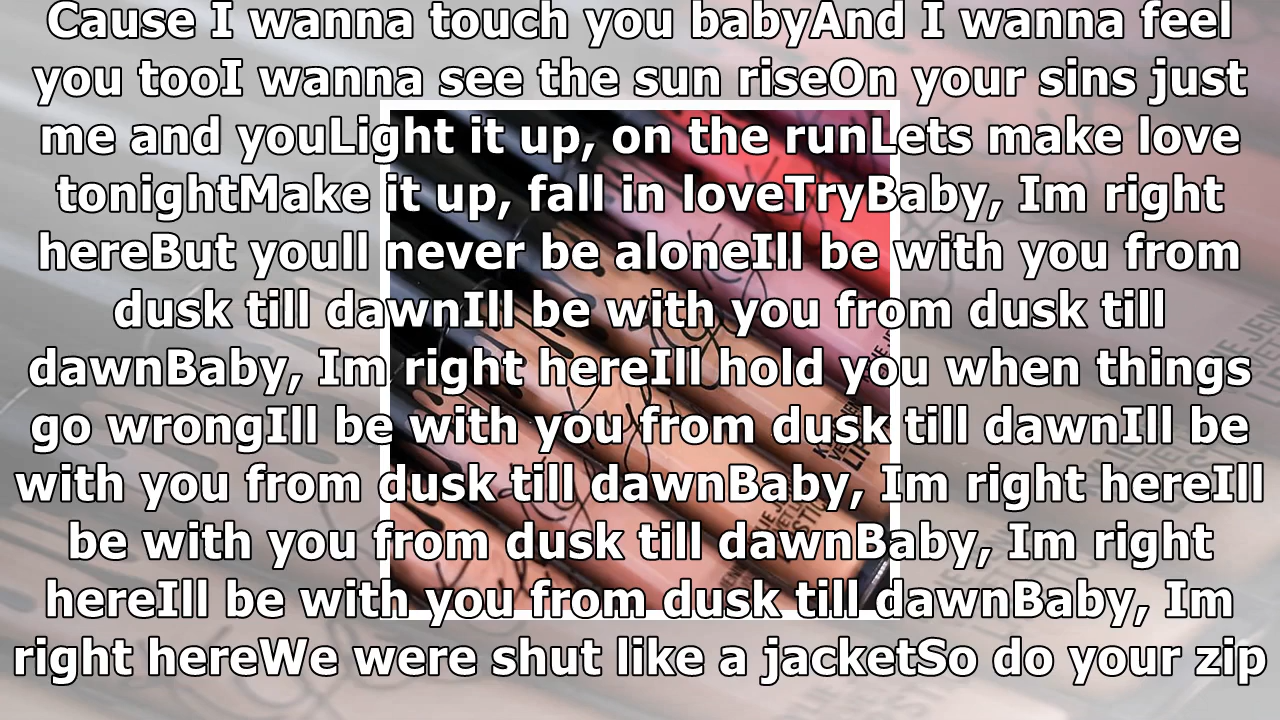 Cause I wanna touch you babyAnd I wanna feel
you tooI wanna see the sun riseOn your sins just
me and youLight it up, on the runLets make love
tonightMake it up, fall in loveTryBaby, Im right
hereBut youll never be aloneIll be with you from
dusk till dawnIll be with you from dusk till
dawnBaby, Im right hereIll hold you when things
go wrongIll be with you from dusk till dawnIll be
with you from dusk till dawnBaby, Im right hereIll
be with you from dusk till dawnBaby, Im right
hereIll be with you from dusk till dawnBaby, Im
right hereWe were shut like a jacketSo do your zip